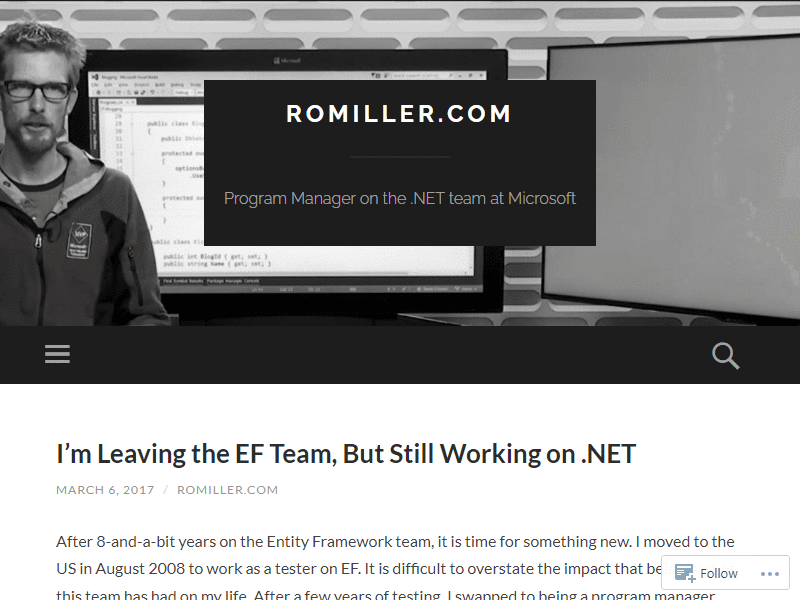 ROMILLER.COM
Program Manager on the .NET team at Microsoft
I'm Leaving the EF Team, But Still Working on .NET
MARCH 6, 2017 / ROMILLER.COM
After 8-and-a-bit years on the Entity Framework team, it is time for something new. I moved to the
US in August 2008 to work as a tester on EF. It is difficult to overstate the impact that be
this team has had on my life. After a few years of testing, I swapped to being a program manager
Follow